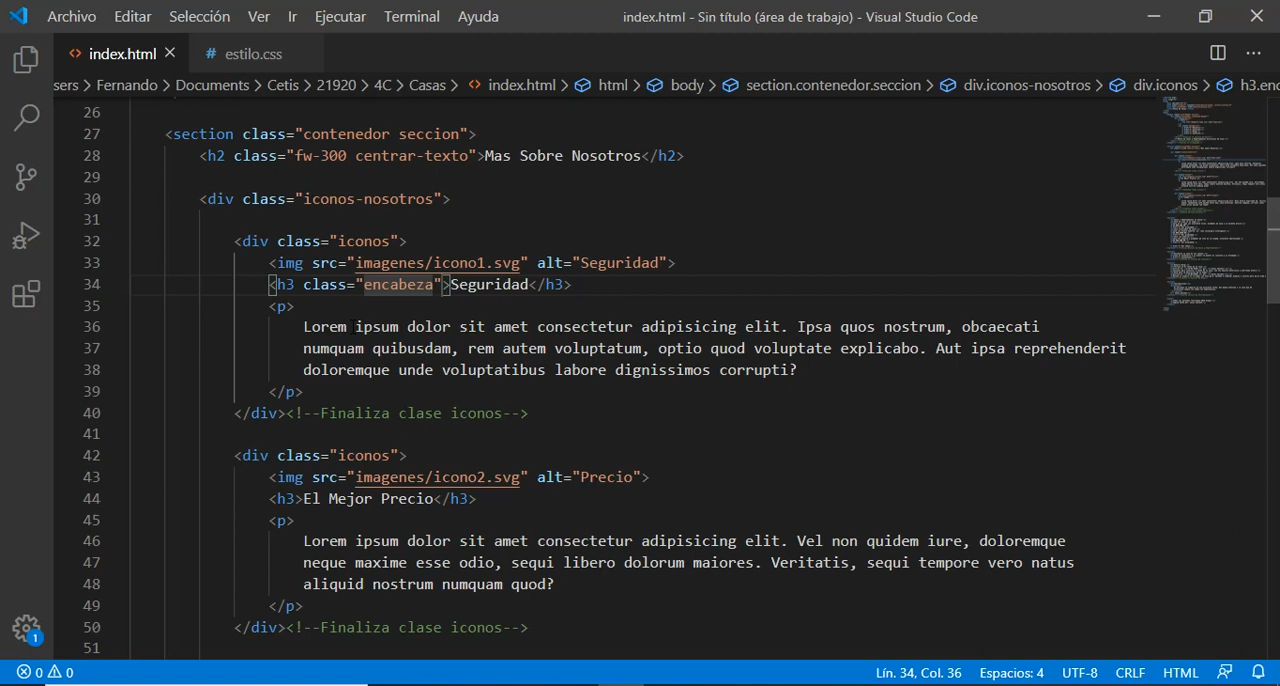 Archivo Editar Selección Ver Ir Ejecutar Terminal Ayuda index.html - Sin título (área de trabajo) - Visual Studio Code
<> index.html # estilo.css
sers > Fernando > Documents > Cetis > 21920 > 4C > Casas > <> index.html > html > body > section.contenedor.seccion > div.iconos-nosotros > div.iconos > h3.enc
26
27 <section class="contenedor seccion">
28 <h2 class="fw-300 centrar-texto">Mas Sobre Nosotros</h2>
29
30 <div class="iconos-nosotros">
31
32 <div class="iconos">
33 <img src="imagenes/icono1.svg" alt="Seguridad">
34 <h3 class="encabeza">Seguridad</h3>
35 <p>
36 Lorem ipsum dolor sit amet consectetur adipisicing elit. Ipsa quos nostrum, obcaecati
37 numquam quibusdam, rem autem voluptatum, optio quod voluptate explicabo. Aut ipsa reprehenderit
38 doloremque unde voluptatibus labore dignissimos corrupti?
39 </p>
40 </div><!--Finaliza clase iconos-->
41
42 <div class="iconos">
43 <img src="imagenes/icono2.svg" alt="Precio">
44 <h3>El Mejor Precio</h3>
45 <p>
46 Lorem ipsum dolor sit amet consectetur adipisicing elit. Vel non quidem iure, doloremque
47 neque maxime esse odio, sequi libero dolorum maiores. Veritatis, sequi tempore vero natus
48 aliquid nostrum numquam quod?
49 </p>
50 </div><!--Finaliza clase iconos-->
51
1
0 0 Lín. 34, Col. 36 Espacios: 4 UTF-8 CRLF HTML